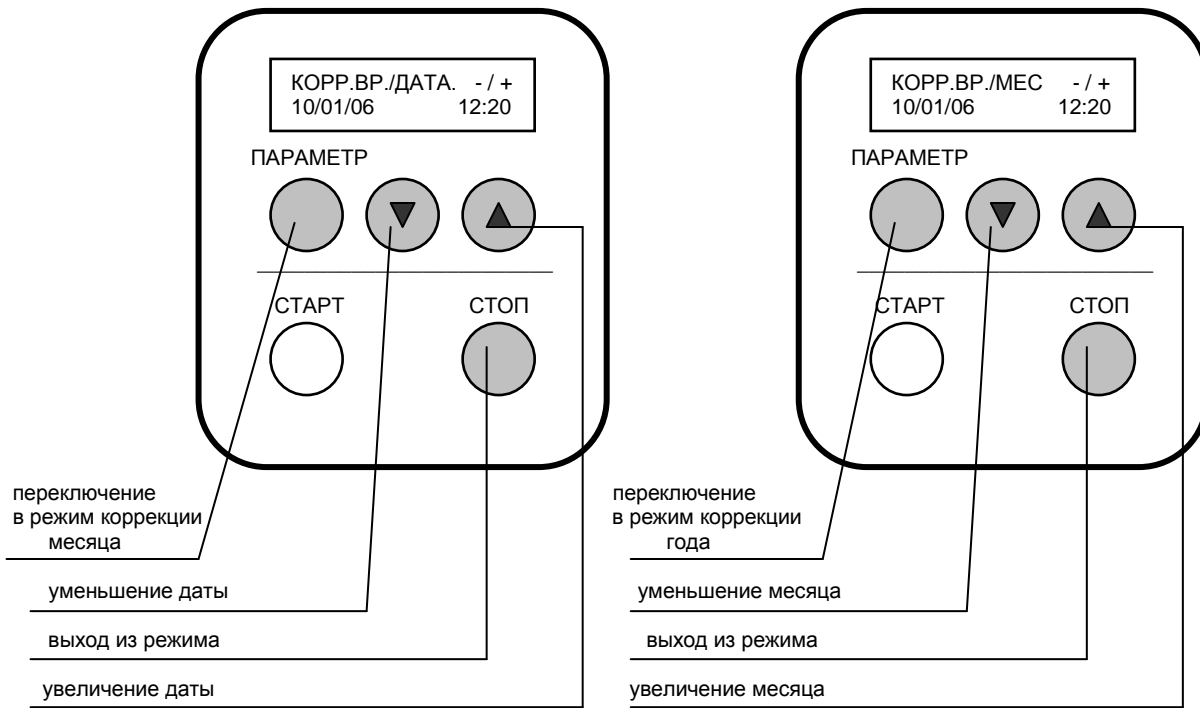 КОРР.ВР./ДАТА. - / +
10/01/06 12:20
ПАРАМЕТР
СТАРТ СТОП
переключение
в режим коррекции
месяца
уменьшение даты
выход из режима
увеличение даты
КОРР.ВР./МЕС - / +
10/01/06 12:20
ПАРАМЕТР
СТАРТ СТОП
переключение
в режим коррекции
года
уменьшение месяца
выход из режима
увеличение месяца